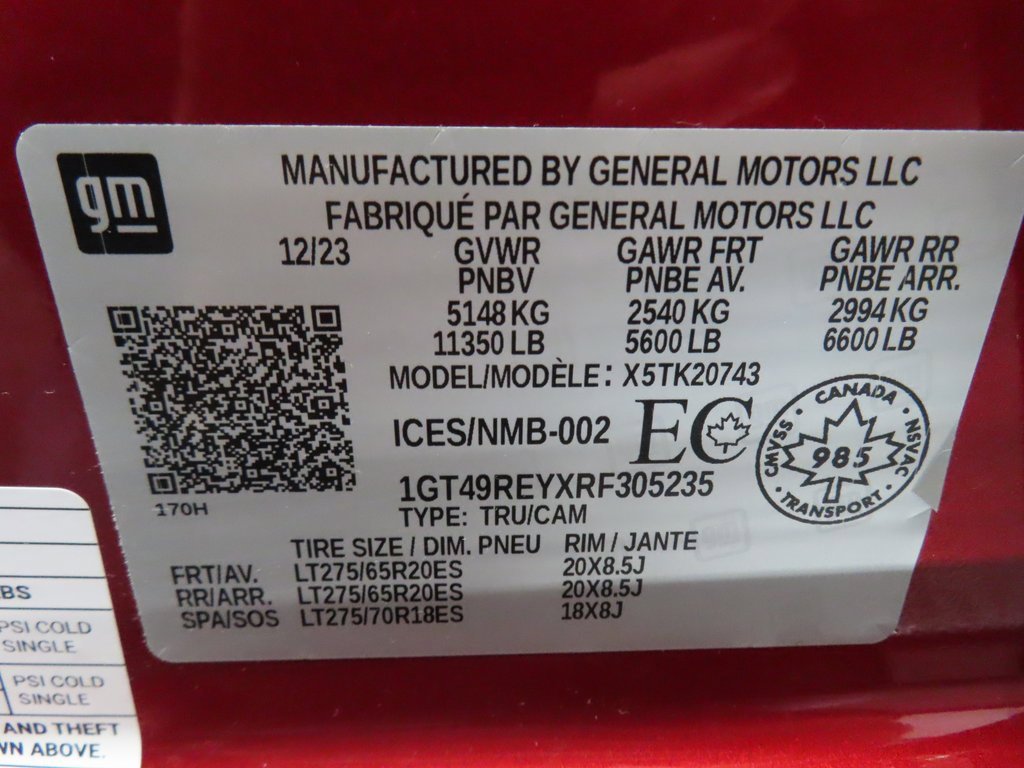 gm
MANUFACTURED BY GENERAL MOTORS LLC
FABRIQUÉ PAR GENERAL MOTORS LLC
12/23 GVWR GAWR FRT GAWR RR
PNBV PNBE AV. PNBE ARR.
5148 KG 2540 KG 2994 KG
11350 LB 5600 LB 6600 LB
MODEL/MODÈLE: X5TK20743
ICES/NMB-002 EC
CANADA
CMVSS 985 NSVAC
TRANSPORT
1GT49REYXRF305235
170H
TYPE: TRU/CAM
TIRE SIZE / DIM. PNEU RIM / JANTE
FRT/AV. LT275/65R20ES 20X8.5J
RR/ARR. LT275/65R20ES 20X8.5J
SPA/SOS LT275/70R18ES 18X8J
BS
PSI COLD
SINGLE
PSI COLD
SINGLE
AND THEFT
WN ABOVE.